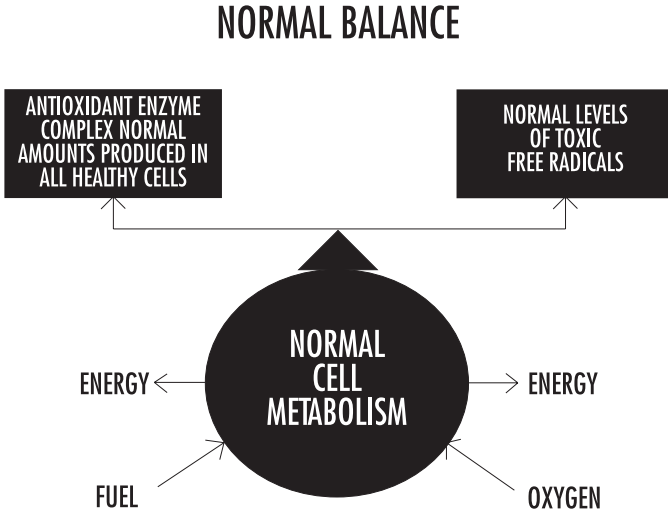 NORMAL BALANCE
ANTIOXIDANT ENZYME
COMPLEX NORMAL
AMOUNTS PRODUCED IN
ALL HEALTHY CELLS
NORMAL LEVELS
OF TOXIC
FREE RADICALS
NORMAL
CELL
METABOLISM
ENERGY
ENERGY
FUEL
OXYGEN